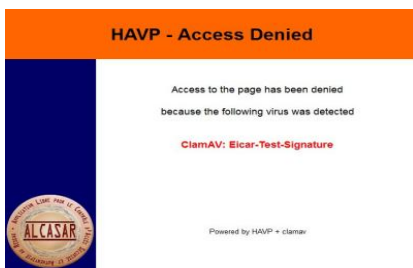 HAVP - Access Denied
Access to the page has been denied
because the following virus was detected
ClamAV: Eicar-Test-Signature
ALCASAR
Powered by HAVP + clamav